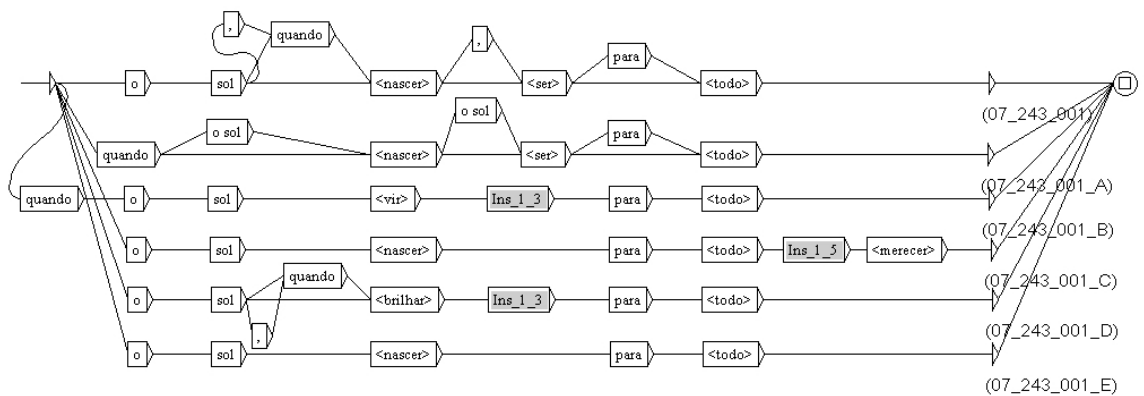 , quando , para
o sol <nascer> <ser> <todo>
(07_243_001)
o sol o sol para
quando <nascer> <ser> <todo>
(07_243_001_A)
quando o sol <vir> Ins_1_3 para <todo>
(07_243_001_B)
o sol <nascer> para <todo> Ins_1_5 <merecer>
(07_243_001_C)
quando
o sol <brilhar> Ins_1_3 para <todo>
,
(07_243_001_D)
o sol <nascer> para <todo>
(07_243_001_E)